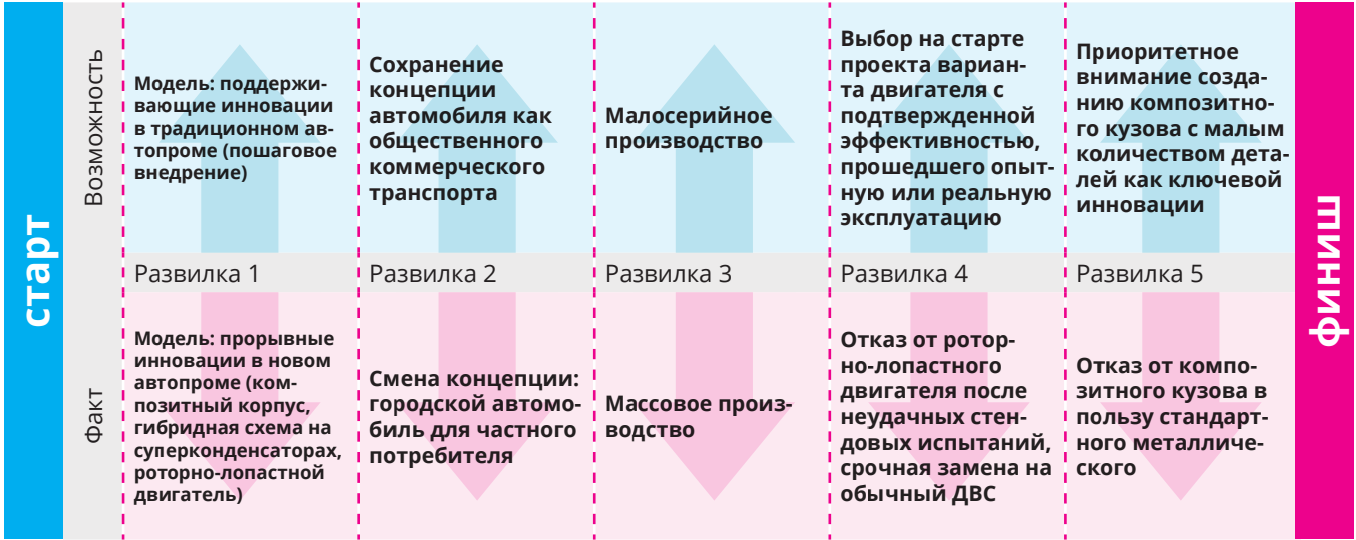 старт
Возможность
Модель: поддержи-
вающие инновации
в традиционном ав-
топроме (пошаговое
внедрение)
Сохранение
концепции
автомобиля как
общественного
коммерческого
транспорта
Малосерийное
производство
Выбор на старте
проекта вариан-
та двигателя с
подтвержденной
эффективностью,
прошедшего опыт-
ную или реальную
эксплуатацию
Приоритетное
внимание созда-
нию композитно-
го кузова с малым
количеством дета-
лей как ключевой
инновации
Развилка 1
Развилка 2
Развилка 3
Развилка 4
Развилка 5
Факт
Модель: прорывные
инновации в новом
автопроме (ком-
позитный корпус,
гибридная схема на
суперконденсаторах,
роторно-лопастной
двигатель)
Смена концепции:
городской автомо-
биль для частного
потребителя
Массовое произ-
водство
Отказ от ротор-
но-лопастного
двигателя после
неудачных стен-
довых испытаний,
срочная замена на
обычный ДВС
Отказ от компо-
зитного кузова в
пользу стандарт-
ного металличе-
ского
финиш